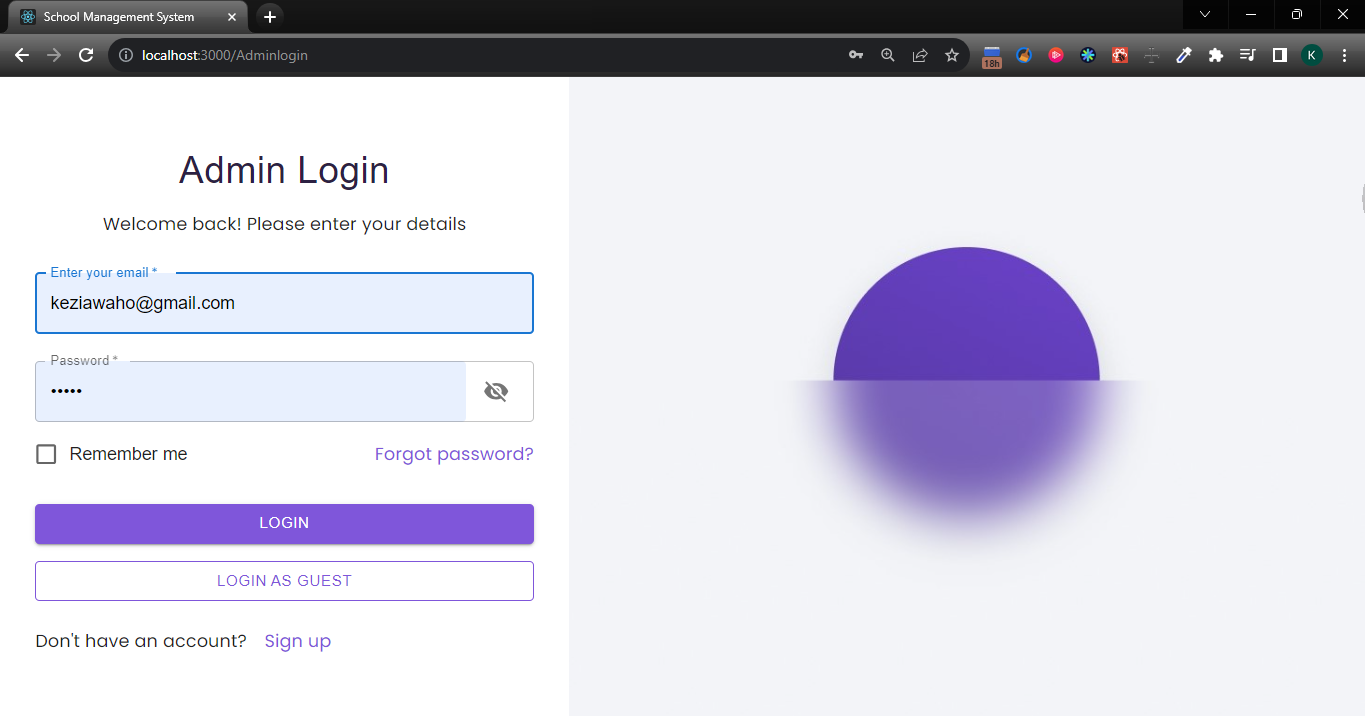 School Management System
localhost:3000/Adminlogin
18h
K
Admin Login
Welcome back! Please enter your details
Enter your email *
keziawaho@gmail.com
Password *
•••••
Remember me
Forgot password?
LOGIN
LOGIN AS GUEST
Don't have an account? Sign up